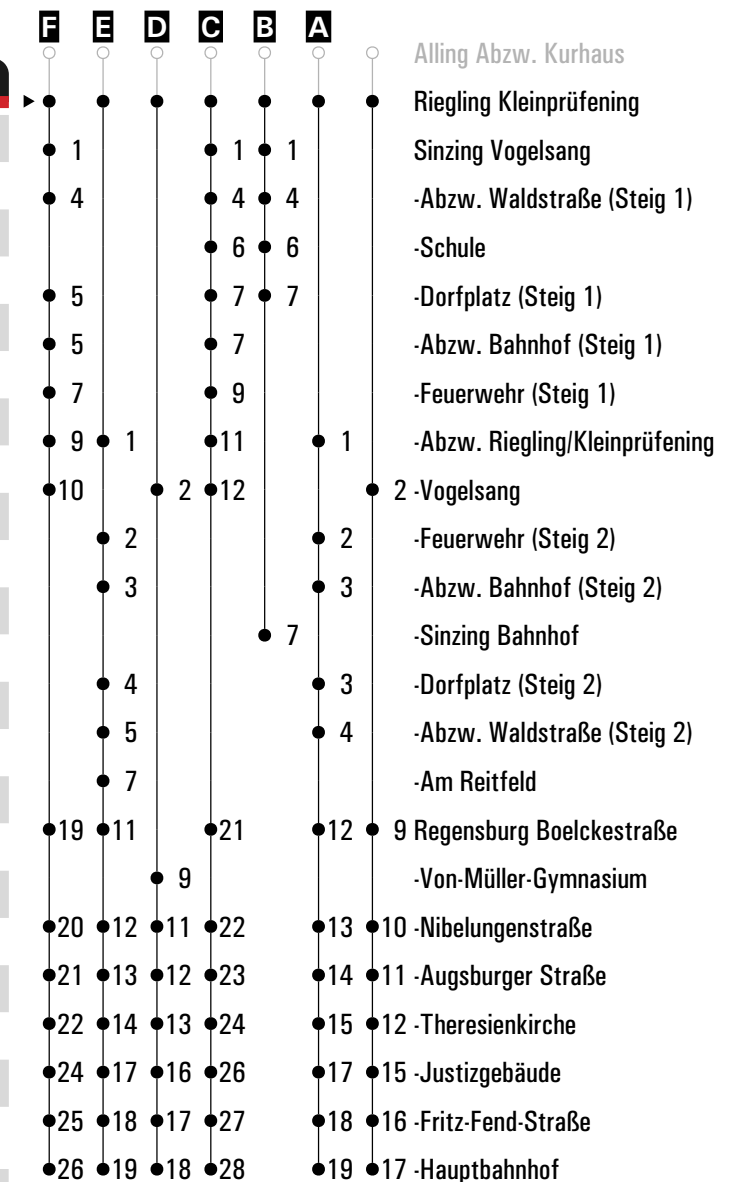 F E D C B A
Alling Abzw. Kurhaus
Riegling Kleinprüfening
1 1 1 Sinzing Vogelsang
4 4 4 -Abzw. Waldstraße (Steig 1)
6 6 -Schule
5 7 7 -Dorfplatz (Steig 1)
5 7 -Abzw. Bahnhof (Steig 1)
7 9 -Feuerwehr (Steig 1)
9 1 11 1 -Abzw. Riegling/Kleinprüfening
10 2 12 2 -Vogelsang
2 2 -Feuerwehr (Steig 2)
3 3 -Abzw. Bahnhof (Steig 2)
7 -Sinzing Bahnhof
4 3 -Dorfplatz (Steig 2)
5 4 -Abzw. Waldstraße (Steig 2)
7 -Am Reitfeld
19 11 21 12 9 Regensburg Boelckestraße
9 -Von-Müller-Gymnasium
20 12 11 22 13 10 -Nibelungenstraße
21 13 12 23 14 11 -Augsburger Straße
22 14 13 24 15 12 -Theresienkirche
24 17 16 26 17 15 -Justizgebäude
25 18 17 27 18 16 -Fritz-Fend-Straße
26 19 18 28 19 17 -Hauptbahnhof